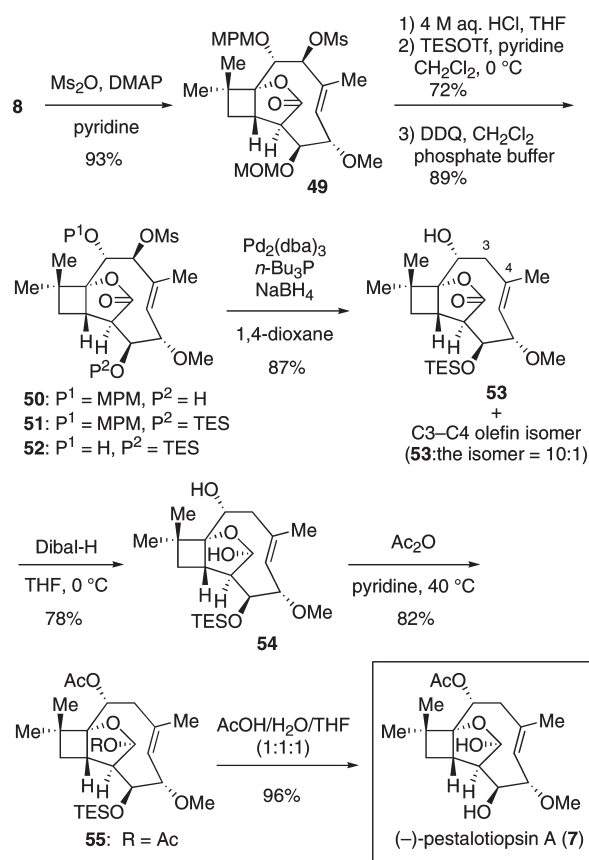 8
Ms2O, DMAP
pyridine
93%
MPMO
OMs
Me
Me
Me
O
O
H
H
MOMO
OMe
49
1) 4 M aq. HCl, THF
2) TESOTf, pyridine
CH2Cl2, 0 °C
72%
3) DDQ, CH2Cl2
phosphate buffer
89%
P1O
OMs
Me
Me
Me
O
O
H
H
P2O
OMe
50: P1 = MPM, P2 = H
51: P1 = MPM, P2 = TES
52: P1 = H, P2 = TES
Pd2(dba)3
n-Bu3P
NaBH4
1,4-dioxane
87%
HO
3
4
Me
Me
Me
O
O
H
H
TESO
OMe
53
+
C3–C4 olefin isomer
(53:the isomer = 10:1)
Dibal-H
THF, 0 °C
78%
HO
Me
Me
Me
O
HO
H
H
TESO
OMe
54
Ac2O
pyridine, 40 °C
82%
AcO
Me
Me
Me
O
RO
H
H
TESO
OMe
55: R = Ac
AcOH/H2O/THF
(1:1:1)
96%
AcO
Me
Me
Me
O
HO
H
H
HO
OMe
(–)-pestalotiopsin A (7)